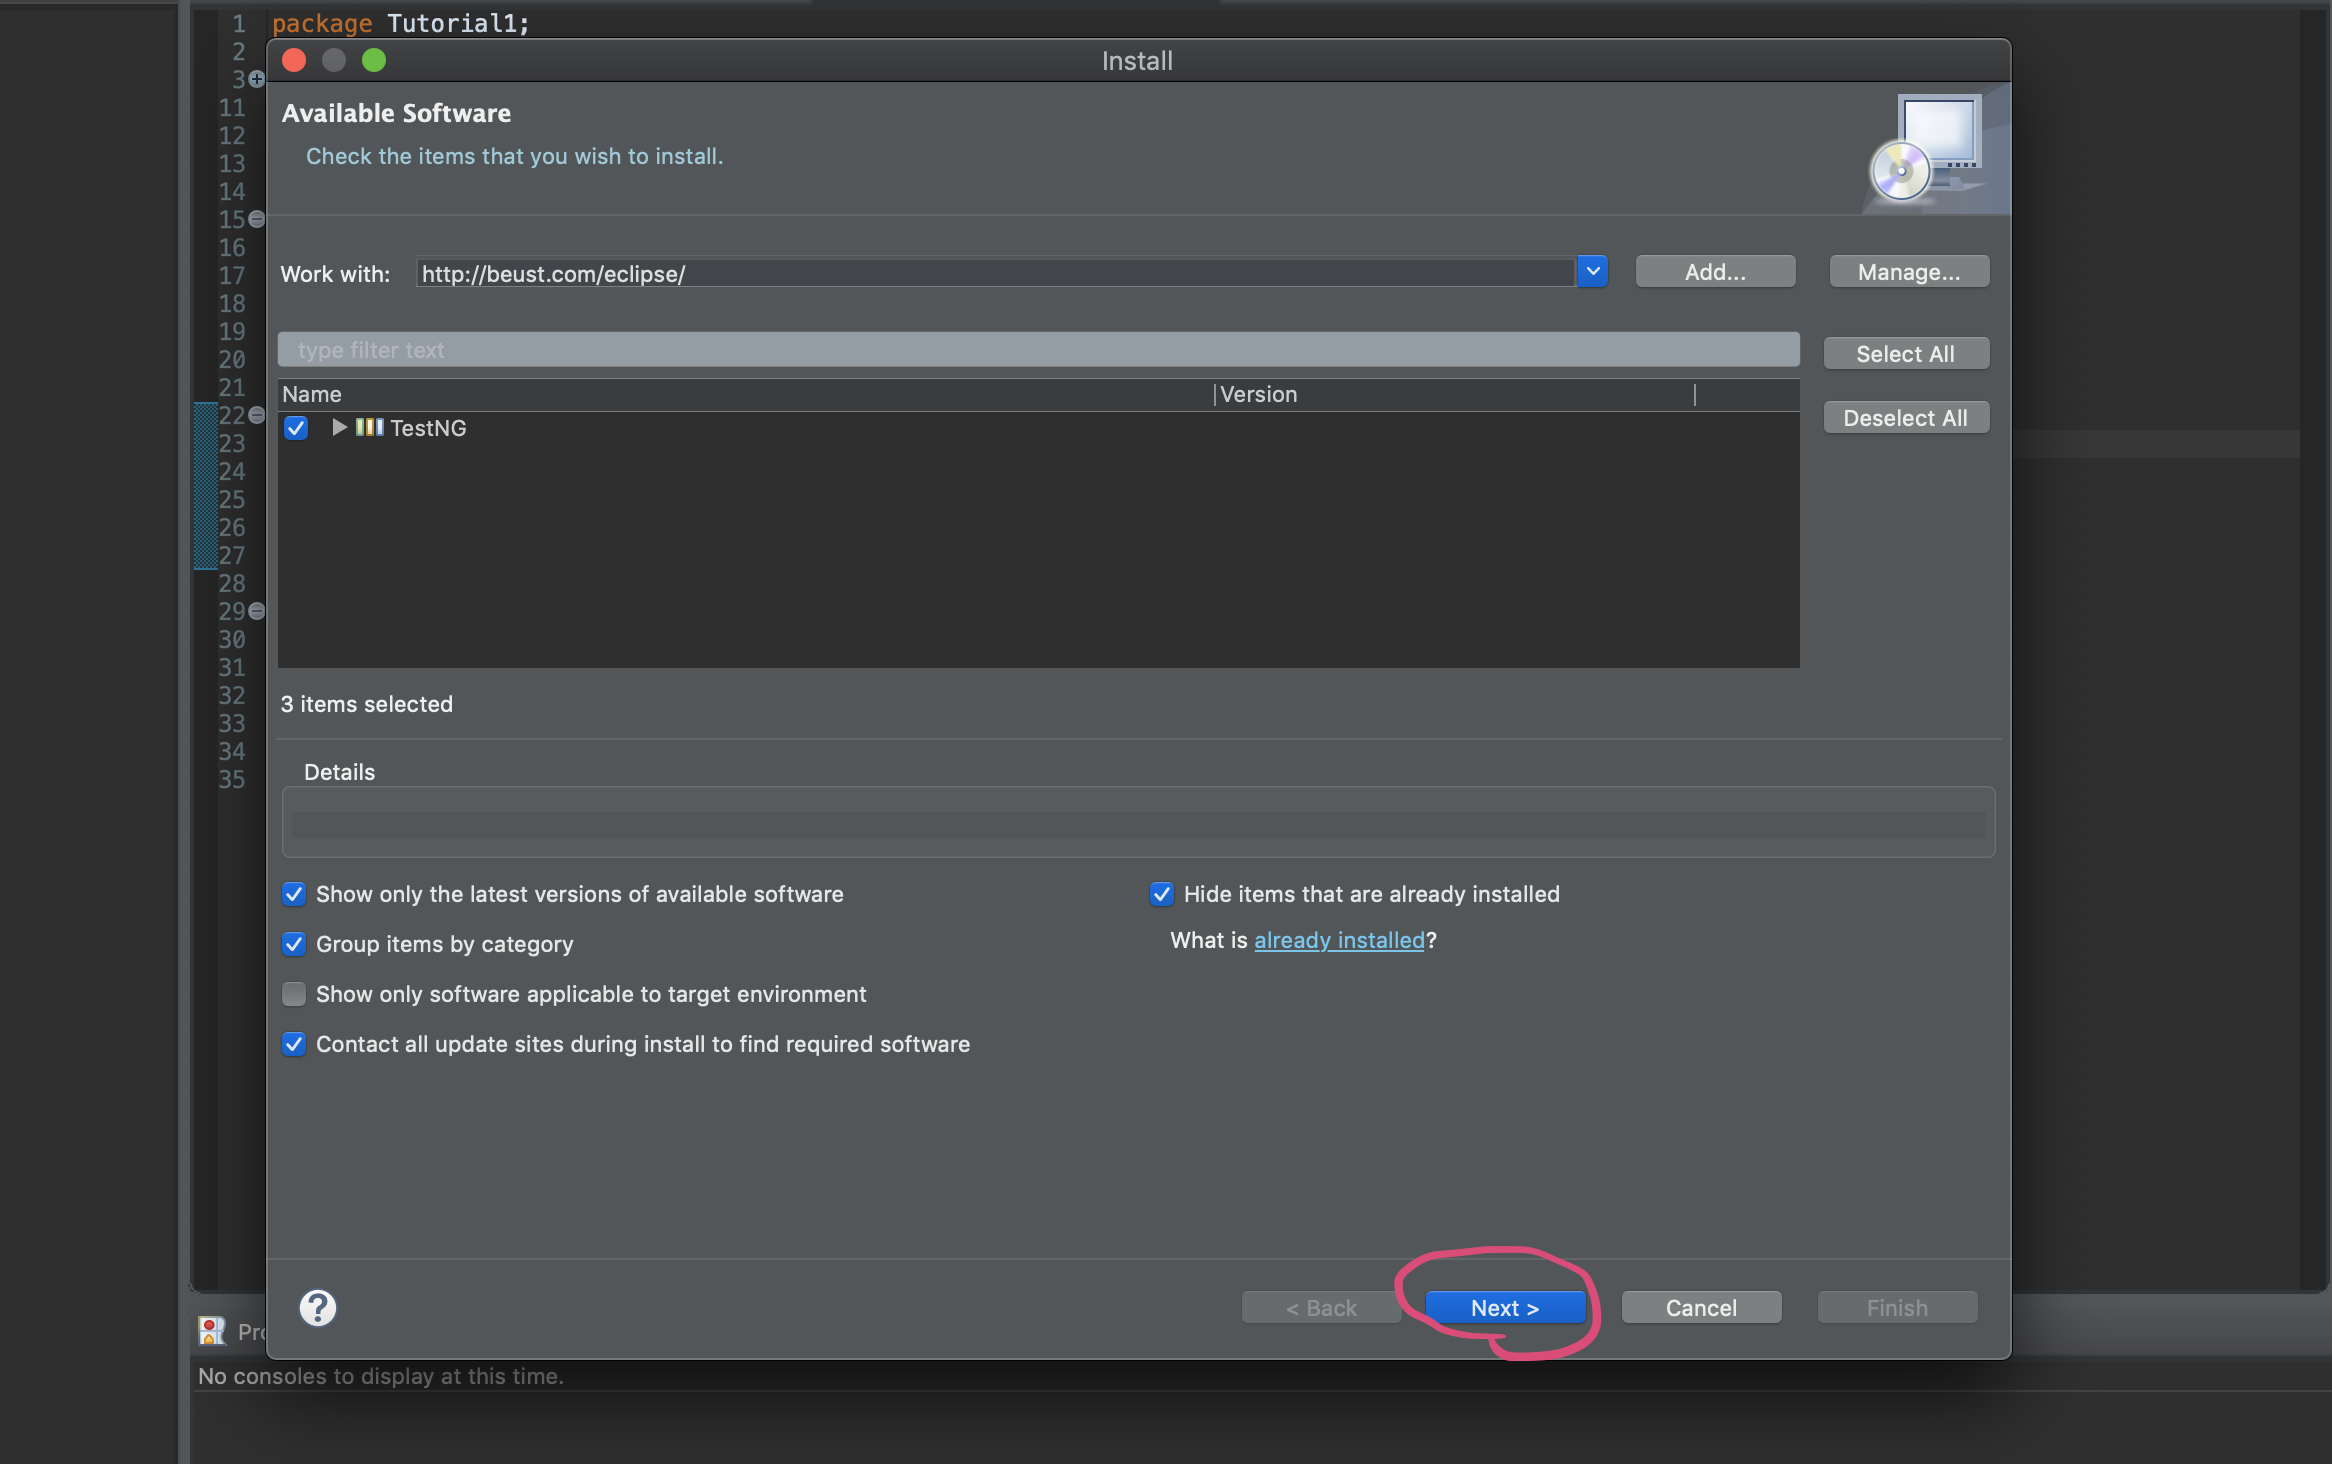 1 package Tutorial1;
2
3
11
12
13
14
15
16
17
18
19
20
21
22
23
24
25
26
27
28
29
30
31
32
33
34
35
Install
Available Software
Check the items that you wish to install.
Work with: http://beust.com/eclipse/ Add... Manage...
type filter text Select All
Name Version
TestNG Deselect All
3 items selected
Details
Show only the latest versions of available software Hide items that are already installed
Group items by category What is already installed?
Show only software applicable to target environment
Contact all update sites during install to find required software
? < Back Next > Cancel Finish
No consoles to display at this time.